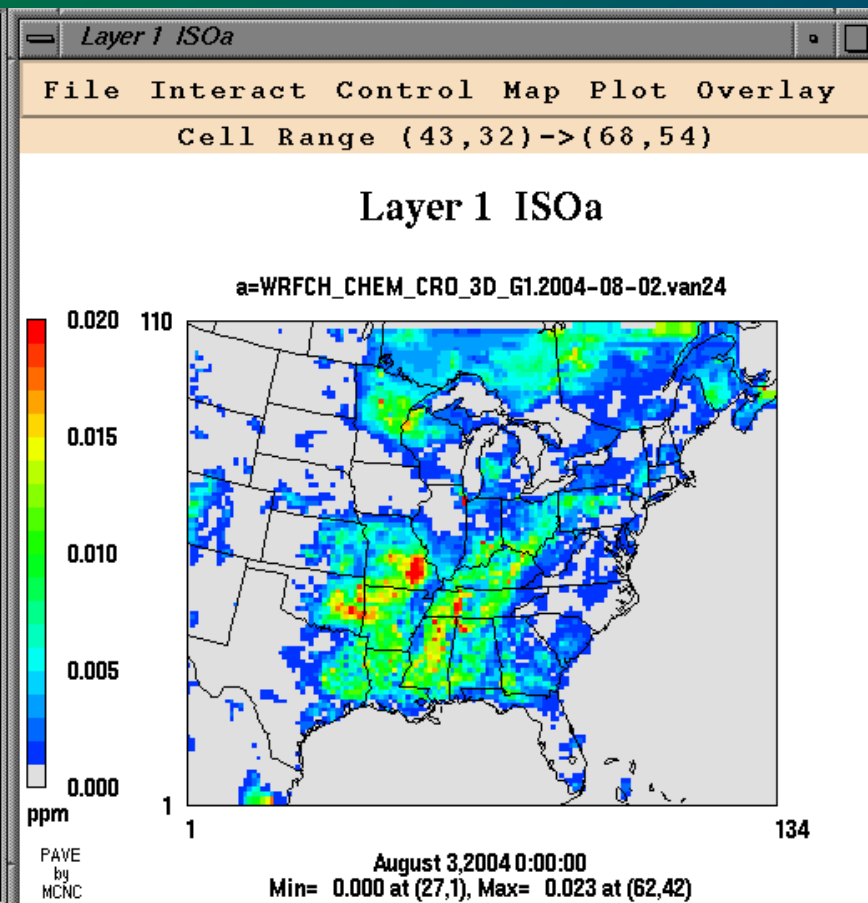 Layer 1 ISOa
File Interact Control Map Plot Overlay
Cell Range (43,32)->(68,54)
Layer 1 ISOa
a=WRFCH_CHEM_CRO_3D_G1.2004-08-02.van24
0.020
0.015
0.010
0.005
0.000
ppm
110
1
1
134
PAVE
by
MCNC
August 3,2004 0:00:00
Min= 0.000 at (27,1), Max= 0.023 at (62,42)